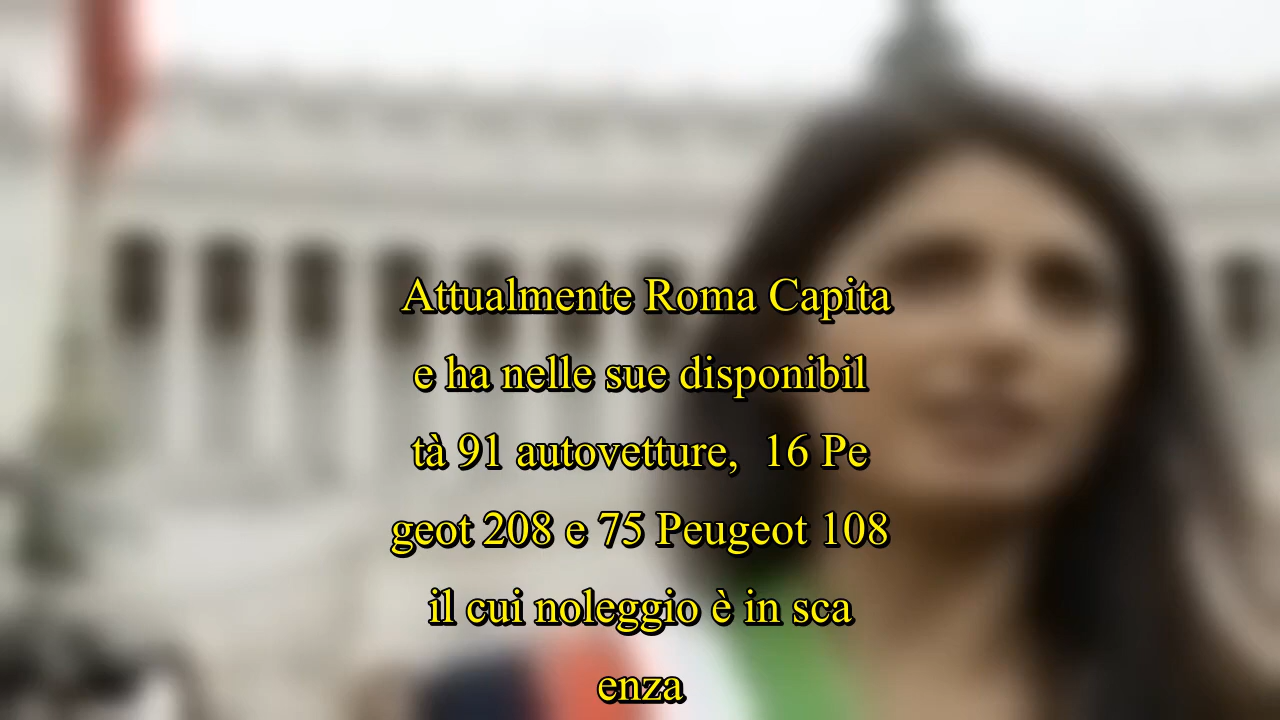 Attualmente Roma Capita
e ha nelle sue disponibil
tà 91 autovetture,  16 Pe
geot 208 e 75 Peugeot 108
il cui noleggio è in sca
enza